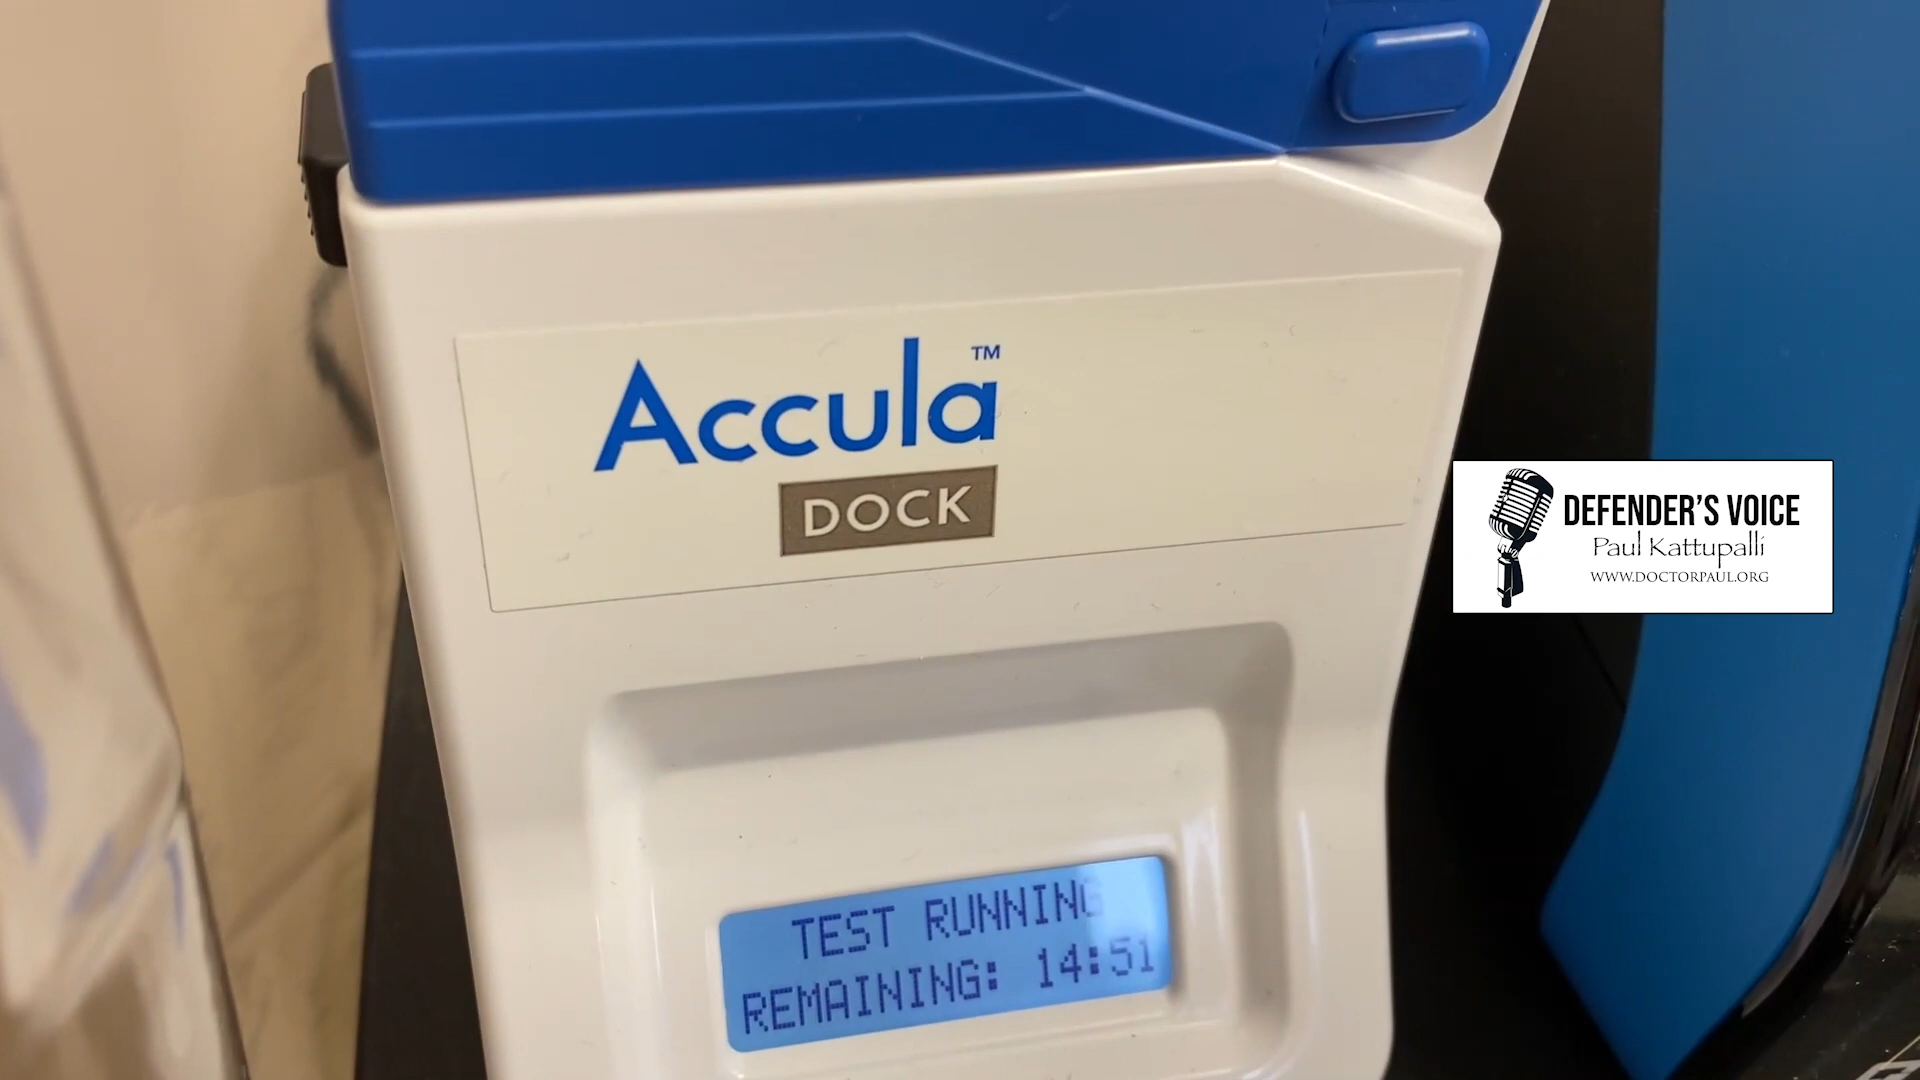 Accula™
DOCK
DEFENDER'S VOICE
Paul Kattupalli
WWW.DOCTORPAUL.ORG
TEST RUNNING
REMAINING: 14:51